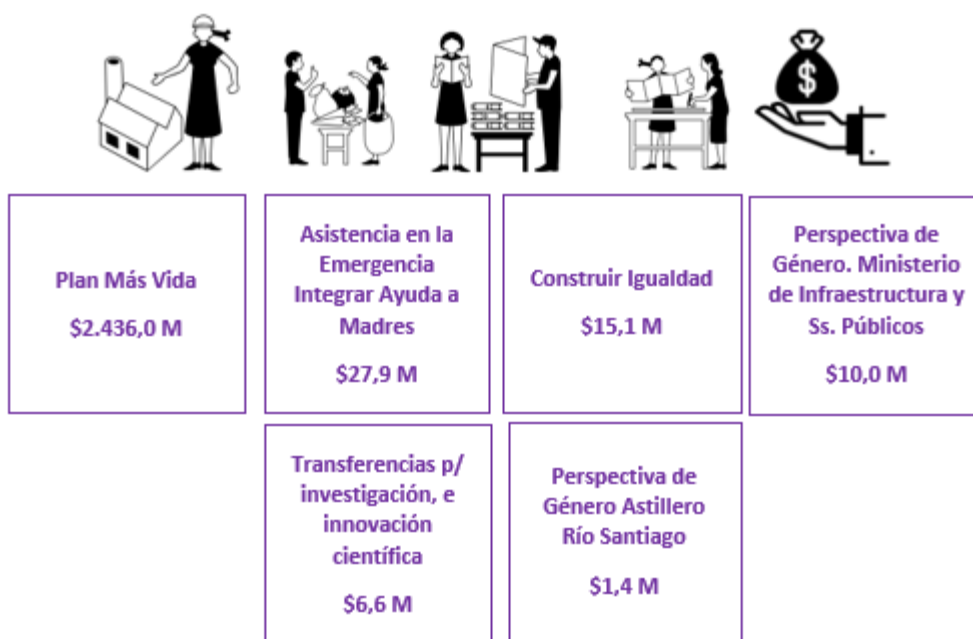 $
Plan Más Vida
$2.436,0 M
Asistencia en la
Emergencia
Integrar Ayuda a
Madres
$27,9 M
Construir Igualdad
$15,1 M
Perspectiva de
Género. Ministerio
de Infraestructura y
Ss. Públicos
$10,0 M
Transferencias p/
investigación, e
innovación
científica
$6,6 M
Perspectiva de
Género Astillero
Río Santiago
$1,4 M